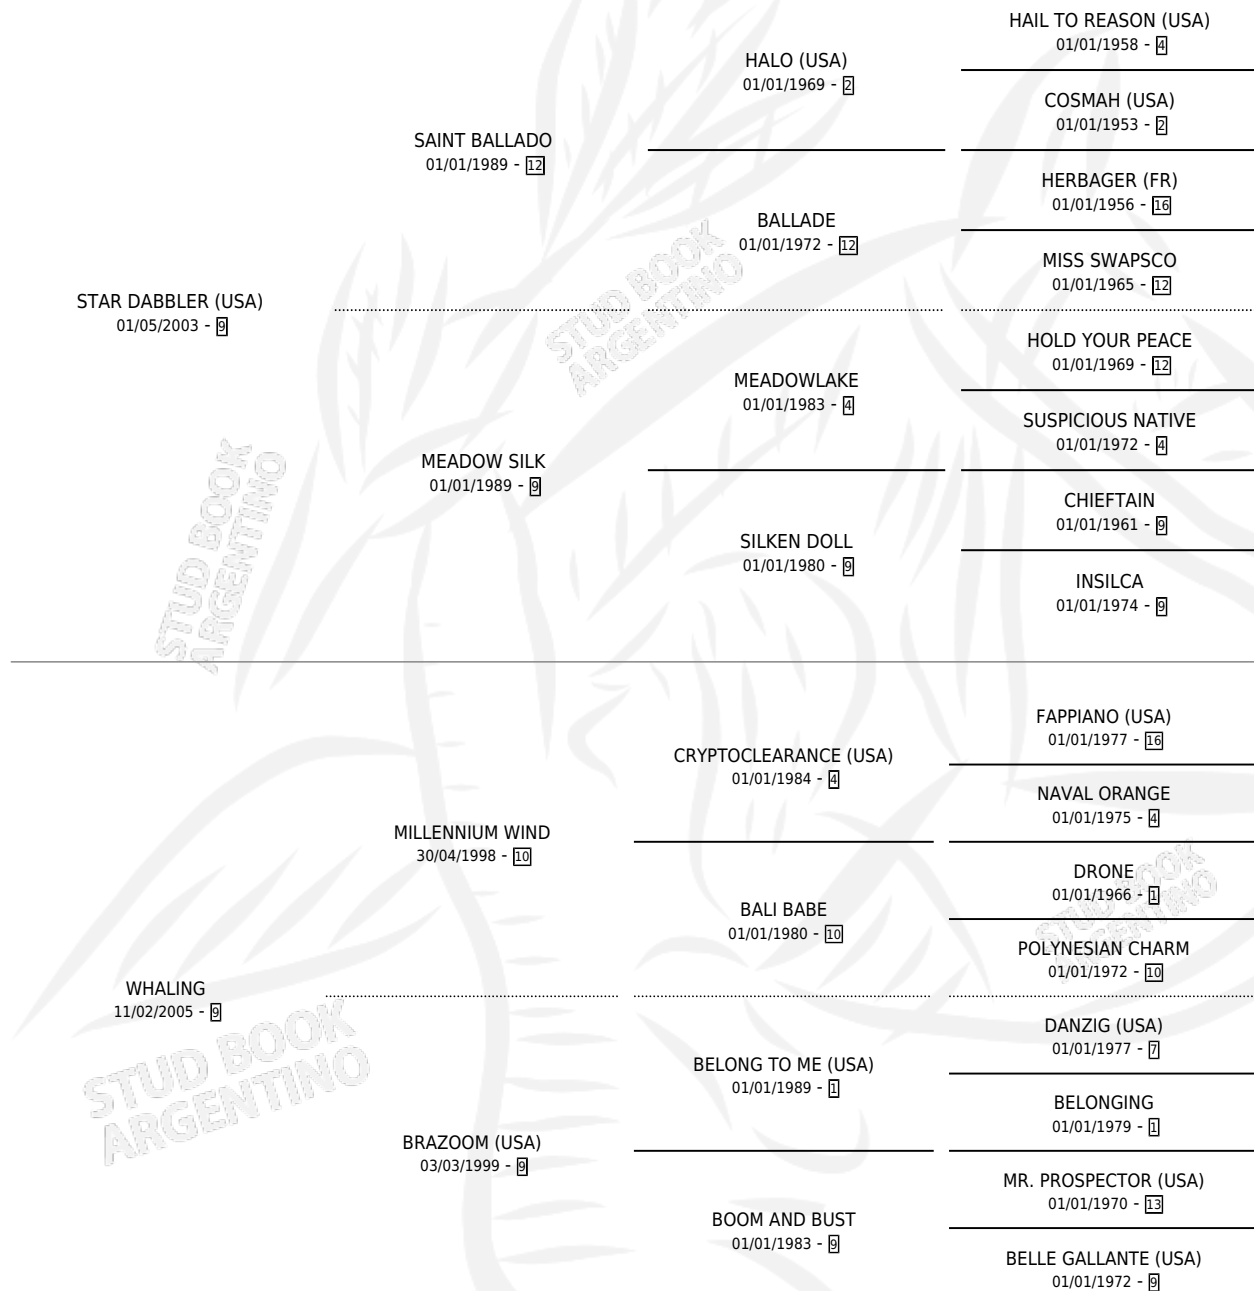 HAIL TO REASON (USA)
01/01/1958 - 4
HALO (USA)
01/01/1969 - 2
COSMAH (USA)
01/01/1953 - 2
SAINT BALLADO
01/01/1989 - 12
HERBAGER (FR)
01/01/1956 - 16
BALLADE
01/01/1972 - 12
MISS SWAPSCO
01/01/1965 - 12
STAR DABBLER (USA)
01/05/2003 - 9
HOLD YOUR PEACE
01/01/1969 - 12
MEADOWLAKE
01/01/1983 - 4
SUSPICIOUS NATIVE
01/01/1972 - 4
MEADOW SILK
01/01/1989 - 9
CHIEFTAIN
01/01/1961 - 9
SILKEN DOLL
01/01/1980 - 9
INSILCA
01/01/1974 - 9
FAPPIANO (USA)
01/01/1977 - 16
CRYPTOCLEARANCE (USA)
01/01/1984 - 4
NAVAL ORANGE
01/01/1975 - 4
MILLENNIUM WIND
30/04/1998 - 10
DRONE
01/01/1966 - 1
BALI BABE
01/01/1980 - 10
POLYNESIAN CHARM
01/01/1972 - 10
WHALING
11/02/2005 - 9
DANZIG (USA)
01/01/1977 - 7
BELONG TO ME (USA)
01/01/1989 - 1
BELONGING
01/01/1979 - 1
BRAZOOM (USA)
03/03/1999 - 9
MR. PROSPECTOR (USA)
01/01/1970 - 13
BOOM AND BUST
01/01/1983 - 9
BELLE GALLANTE (USA)
01/01/1972 - 9
STUD BOOK
ARGENTINO
STUD BOOK
ARGENTINO
STUD BOOK
ARGENTINO
STUD BOOK
ARGENTINO